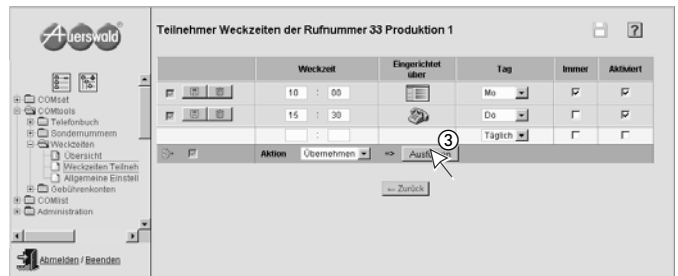 Auerswald
Teilnehmer Weckzeiten der Rufnummer 33 Produktion 1
?
Weckzeit Eingerichtet über Tag Immer Aktiviert
10 : 00 Mo
15 : 30 Do
: Täglich
Aktion Übernehmen => Ausführen
3
← Zurück
COMset
COMtools
Telefonbuch
Sondernummern
Weckzeiten
Übersicht
Weckzeiten Teilneh
Allgemeine Einstell
Gebührenkonten
COMlist
Administration
Abmelden / Beenden